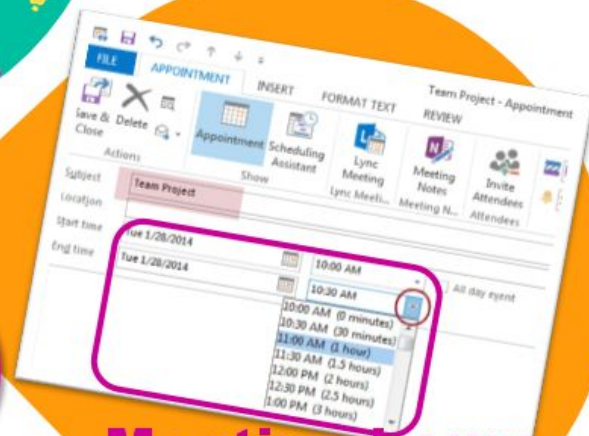 Team Project - Appointment
FILE APPOINTMENT INSERT FORMAT TEXT REVIEW
Save & Close
Delete
Appointment
Scheduling Assistant
Lync Meeting
Meeting Notes
Invite Attendees
Actions
Show
Lync Meeti...
Meeting N...
Attendees
Subject Team Project
Location
Start time Tue 1/28/2014 10:00 AM All day event
End time Tue 1/28/2014 10:30 AM
10:00 AM (0 minutes)
10:30 AM (30 minutes)
11:00 AM (1 hour)
11:30 AM (1.5 hours)
12:00 PM (2 hours)
12:30 PM (2.5 hours)
1:00 PM (3 hours)